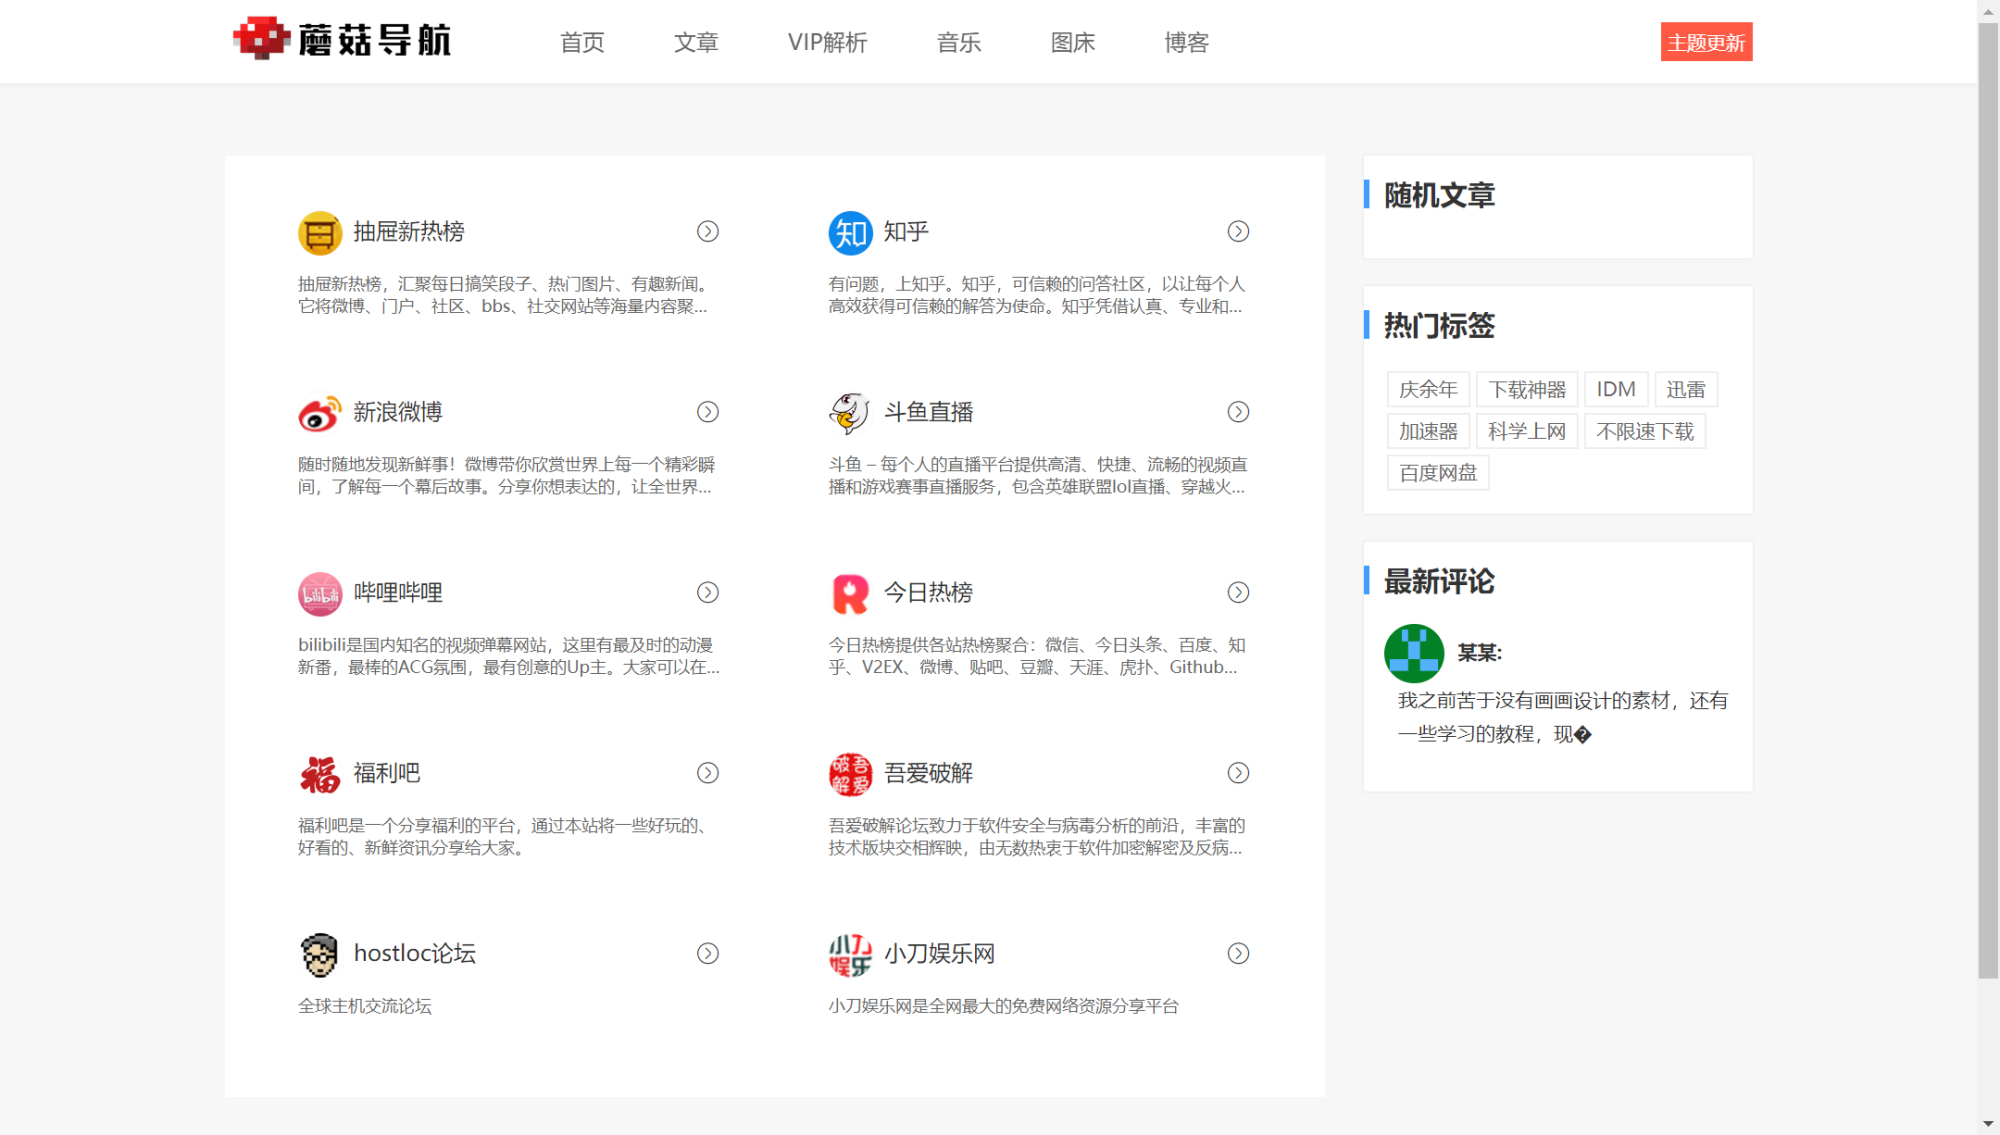 蘑菇导航
首页 文章 VIP解析 音乐 图床 博客
主题更新
抽屉新热榜
抽屉新热榜，汇聚每日搞笑段子、热门图片、有趣新闻。
它将微博、门户、社区、bbs、社交网站等海量内容聚...
知
知乎
有问题，上知乎。知乎，可信赖的问答社区，以让每个人
高效获得可信赖的解答为使命。知乎凭借认真、专业和...
新浪微博
随时随地发现新鲜事！微博带你欣赏世界上每一个精彩瞬
间，了解每一个幕后故事。分享你想表达的，让全世界...
斗鱼直播
斗鱼 – 每个人的直播平台提供高清、快捷、流畅的视频直
播和游戏赛事直播服务，包含英雄联盟lol直播、穿越火...
bilibili
哔哩哔哩
bilibili是国内知名的视频弹幕网站，这里有最及时的动漫
新番，最棒的ACG氛围，最有创意的Up主。大家可以在...
R
今日热榜
今日热榜提供各站热榜聚合：微信、今日头条、百度、知
乎、V2EX、微博、贴吧、豆瓣、天涯、虎扑、Github...
福
福利吧
福利吧是一个分享福利的平台，通过本站将一些好玩的、
好看的、新鲜资讯分享给大家。
破吾
解爱
吾爱破解
吾爱破解论坛致力于软件安全与病毒分析的前沿，丰富的
技术版块交相辉映，由无数热衷于软件加密解密及反病...
hostloc论坛
全球主机交流论坛
小刀
娱乐
小刀娱乐网
小刀娱乐网是全网最大的免费网络资源分享平台
随机文章
热门标签
庆余年 下载神器 IDM 迅雷
加速器 科学上网 不限速下载
百度网盘
最新评论
某某:
我之前苦于没有画画设计的素材，还有
一些学习的教程，现�